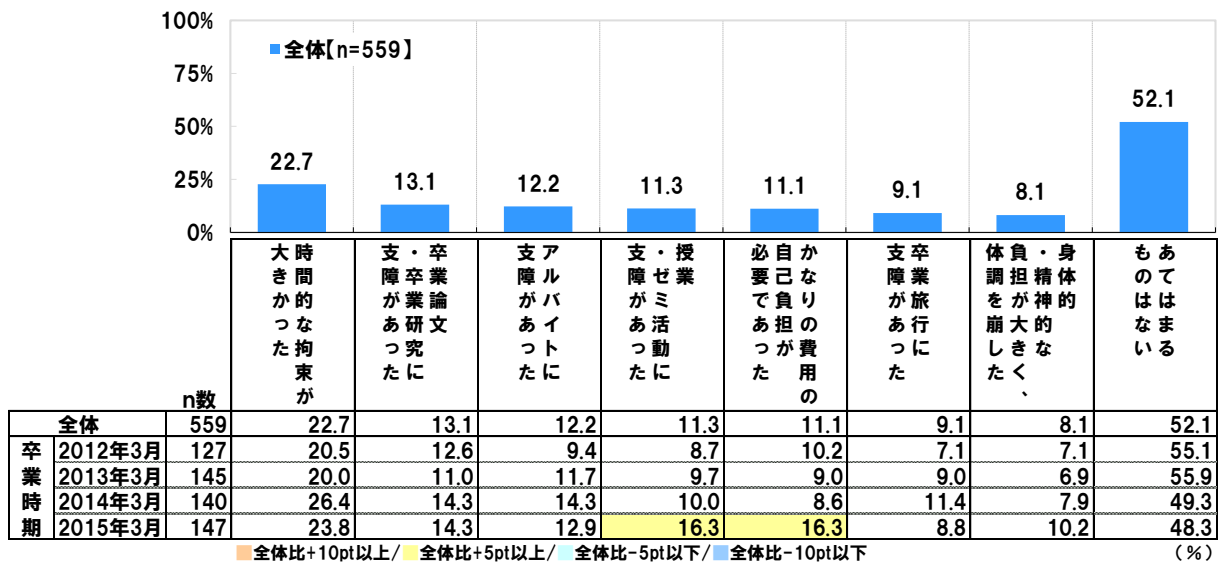 100%
75%
50%
25%
0%
全体【n=559】
22.7
13.1
12.2
11.3
11.1
9.1
8.1
52.1
時間的な拘束が
大きかった
卒業論文
・卒業研究に
支障があった
アルバイトに
支障があった
授業
・ゼミ活動に
支障があった
かなりの費用の
自己負担が
必要であった
卒業旅行に
支障があった
身体的
・精神的な
負担が大きく、
体調を崩した
あてはまる
ものはない
n数
全体 559 22.7 13.1 12.2 11.3 11.1 9.1 8.1 52.1
卒業時期
2012年3月 127 20.5 12.6 9.4 8.7 10.2 7.1 7.1 55.1
2013年3月 145 20.0 11.0 11.7 9.7 9.0 9.0 6.9 55.9
2014年3月 140 26.4 14.3 14.3 10.0 8.6 11.4 7.9 49.3
2015年3月 147 23.8 14.3 12.9 16.3 16.3 8.8 10.2 48.3
全体比+10pt以上/ 全体比+5pt以上/ 全体比-5pt以下/ 全体比-10pt以下 (%)